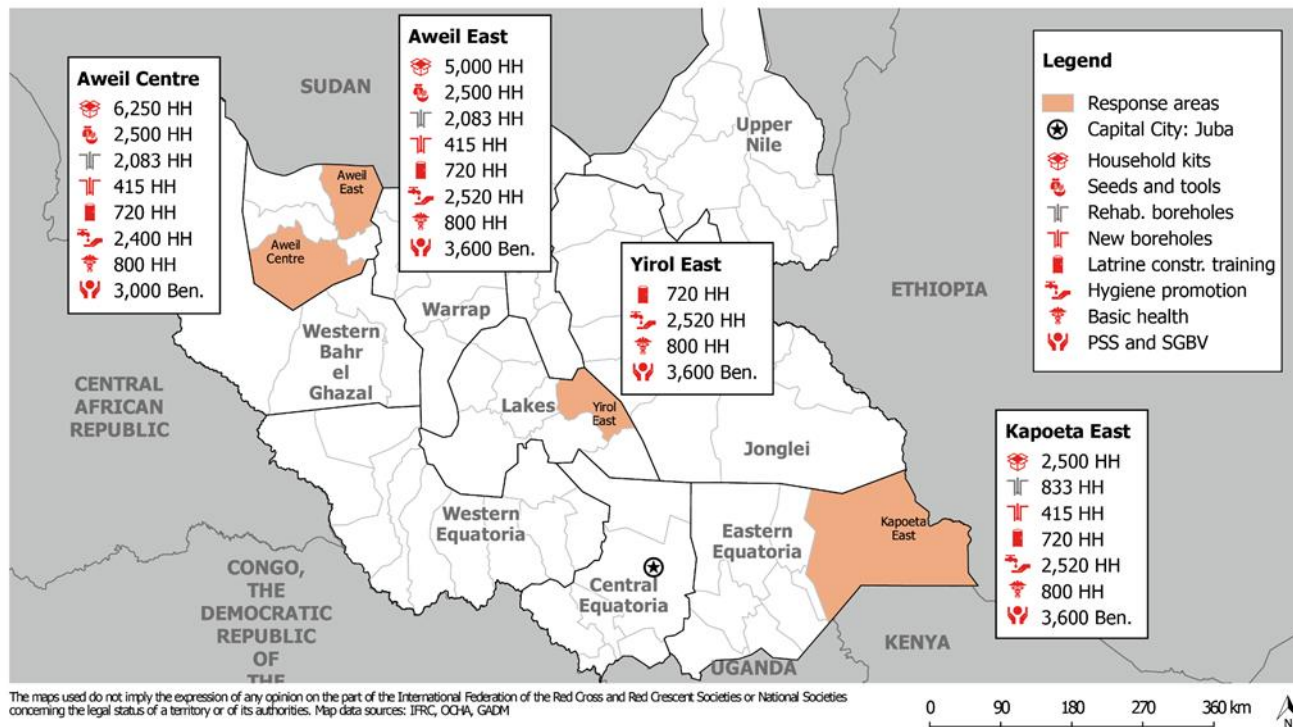 Aweil Centre
6,250 HH
2,500 HH
2,083 HH
415 HH
720 HH
2,400 HH
800 HH
3,000 Ben.
Aweil East
5,000 HH
2,500 HH
2,083 HH
415 HH
720 HH
2,520 HH
800 HH
3,600 Ben.
Yirol East
720 HH
2,520 HH
800 HH
3,600 Ben.
Legend
Response areas
Capital City: Juba
Household kits
Seeds and tools
Rehab. boreholes
New boreholes
Latrine constr. training
Hygiene promotion
Basic health
PSS and SGBV
Kapoeta East
2,500 HH
833 HH
415 HH
720 HH
2,520 HH
800 HH
3,600 Ben.
SUDAN
Upper
Nile
Aweil
East
Aweil
Centre
ETHIOPIA
Warrap
Western
Bahr
el
Ghazal
CENTRAL
AFRICAN
REPUBLIC
Lakes
Yirol
East
Jonglei
Western
Equatoria
Eastern
Equatoria
Kapoeta
East
Central
Equatoria
CONGO,
THE
DEMOCRATIC
REPUBLIC
OF
THE
UGANDA
KENYA
The maps used do not imply the expression of any opinion on the part of the International Federation of the Red Cross and Red Crescent Societies or National Societies
concerning the legal status of a territory or of its authorities. Map data sources: IFRC, OCHA, GADM
0 90 180 270 360 km
N